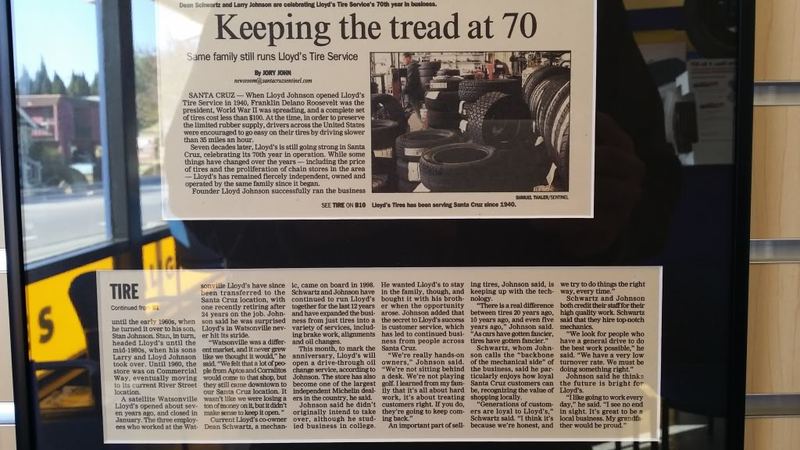 Dean Schwartz and Larry Johnson are celebrating Lloyd's Tire Service's 70th year in business.
Keeping the tread at 70
Same family still runs Lloyd's Tire Service
By JORY JOHN
newsroom@santacruzsentinel.com
SANTA CRUZ — When Lloyd Johnson opened Lloyd's
Tire Service in 1940, Franklin Delano Roosevelt was the
president, World War II was spreading, and a complete set
of tires cost less than $100. At the time, in order to preserve
the limited rubber supply, drivers across the United States
were encouraged to go easy on their tires by driving slower
than 35 miles an hour.
Seven decades later, Lloyd's is still going strong in Santa
Cruz, celebrating its 70th year in operation. While some
things have changed over the years — including the price
of tires and the proliferation of chain stores in the area
— Lloyd's has remained fiercely independent, owned and
operated by the same family since it began.
Founder Lloyd Johnson successfully ran the business
SEE TIRE ON B10
SAMUEL THALER/SENTINEL
Lloyd's Tires has been serving Santa Cruz since 1940.
TIRE
Continued from
until the early 1960s, when
he turned it over to his son,
Stan Johnson. Stan, in turn,
headed Lloyd's until the
mid-1980s, when his sons
Larry and Lloyd Johnson
took over. Until 1960, the
store was on Commercial
Way, eventually moving
to its current River Street
location.
A satellite Watsonville
Lloyd's opened about sev-
en years ago, and closed in
January. The three employ-
ees who worked at the Wat-
sonville Lloyd's have since
been transferred to the
Santa Cruz location, with
one recently retiring after
34 years on the job. John-
son said he was surprised
Lloyd's in Watsonville nev-
er hit its stride.
"Watsonville was a differ-
ent market, and it never grew
like we thought it would," he
said. "We felt that a lot of peo-
ple from Aptos and Corralitos
would come to that shop, but
they still came downtown to
our Santa Cruz location. It
wasn't like we were losing a
ton of money on it, but it didn't
make sense to keep it open."
Current Lloyd's co-owner
Dean Schwartz, a mechan-
ic, came on board in 1998.
Schwartz and Johnson have
continued to run Lloyd's
together for the last 12 years
and have expanded the busi-
ness from just tires into a
variety of services, includ-
ing brake work, alignments
and oil changes.
This month, to mark the
anniversary, Lloyd's will
open a drive-through oil
change service, according to
Johnson. The store has also
become one of the largest
independent Michelin deal-
ers in the country, he said.
Johnson said he didn't
originally intend to take
over, although he stud-
ied business in college.
He wanted Lloyd's to stay
in the family, though, and
bought it with his broth-
er when the opportunity
arose. Johnson added that
the secret to Lloyd's success
is customer service, which
has led to continued busi-
ness from people across
Santa Cruz.
"We're really hands-on
owners," Johnson said.
"We're not sitting behind
a desk. We're not playing
golf. I learned from my fam-
ily that it's all about hard
work, it's about treating
customers right. If you do,
they're going to keep com-
ing back."
An important part of sell-
ing tires, Johnson said, is
keeping up with the tech-
nology.
"There is a real difference
between tires 20 years ago,
10 years ago, and even five
years ago," Johnson said.
"As cars have gotten fancier,
tires have gotten fancier."
Schwartz, whom John-
son calls the "backbone
of the mechanical side" of
the business, said he par-
ticularly enjoys how loyal
Santa Cruz customers can
be, recognizing the value of
shopping locally.
"Generations of custom-
ers are loyal to Lloyd's,"
Schwartz said. "I think it's
because we're honest, and
we try to do things the right
way, every time."
Schwartz and Johnson
both credit their staff for their
high quality work. Schwartz
said that they hire top-notch
mechanics.
"We look for people who
have a general drive to do
the best work possible," he
said. "We have a very low
turnover rate. We must be
doing something right."
Johnson said he thinks
the future is bright for
Lloyd's.
"I like going to work every
day," he said. "I see no end
in sight. It's great to be a
local business. My grandfa-
ther would be proud."